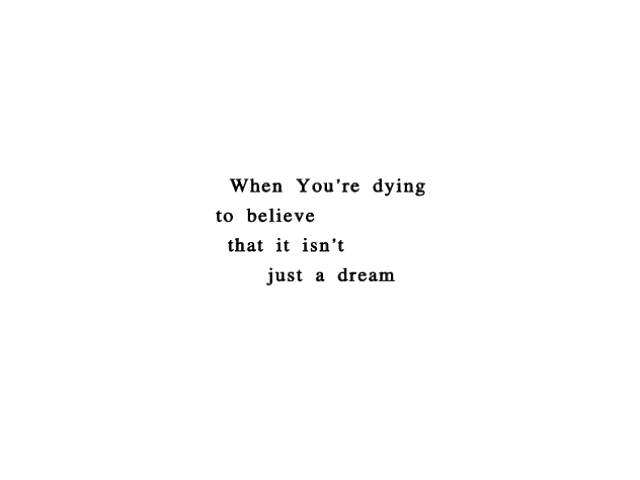 When You're dying
to believe
that it isn't
just a dream